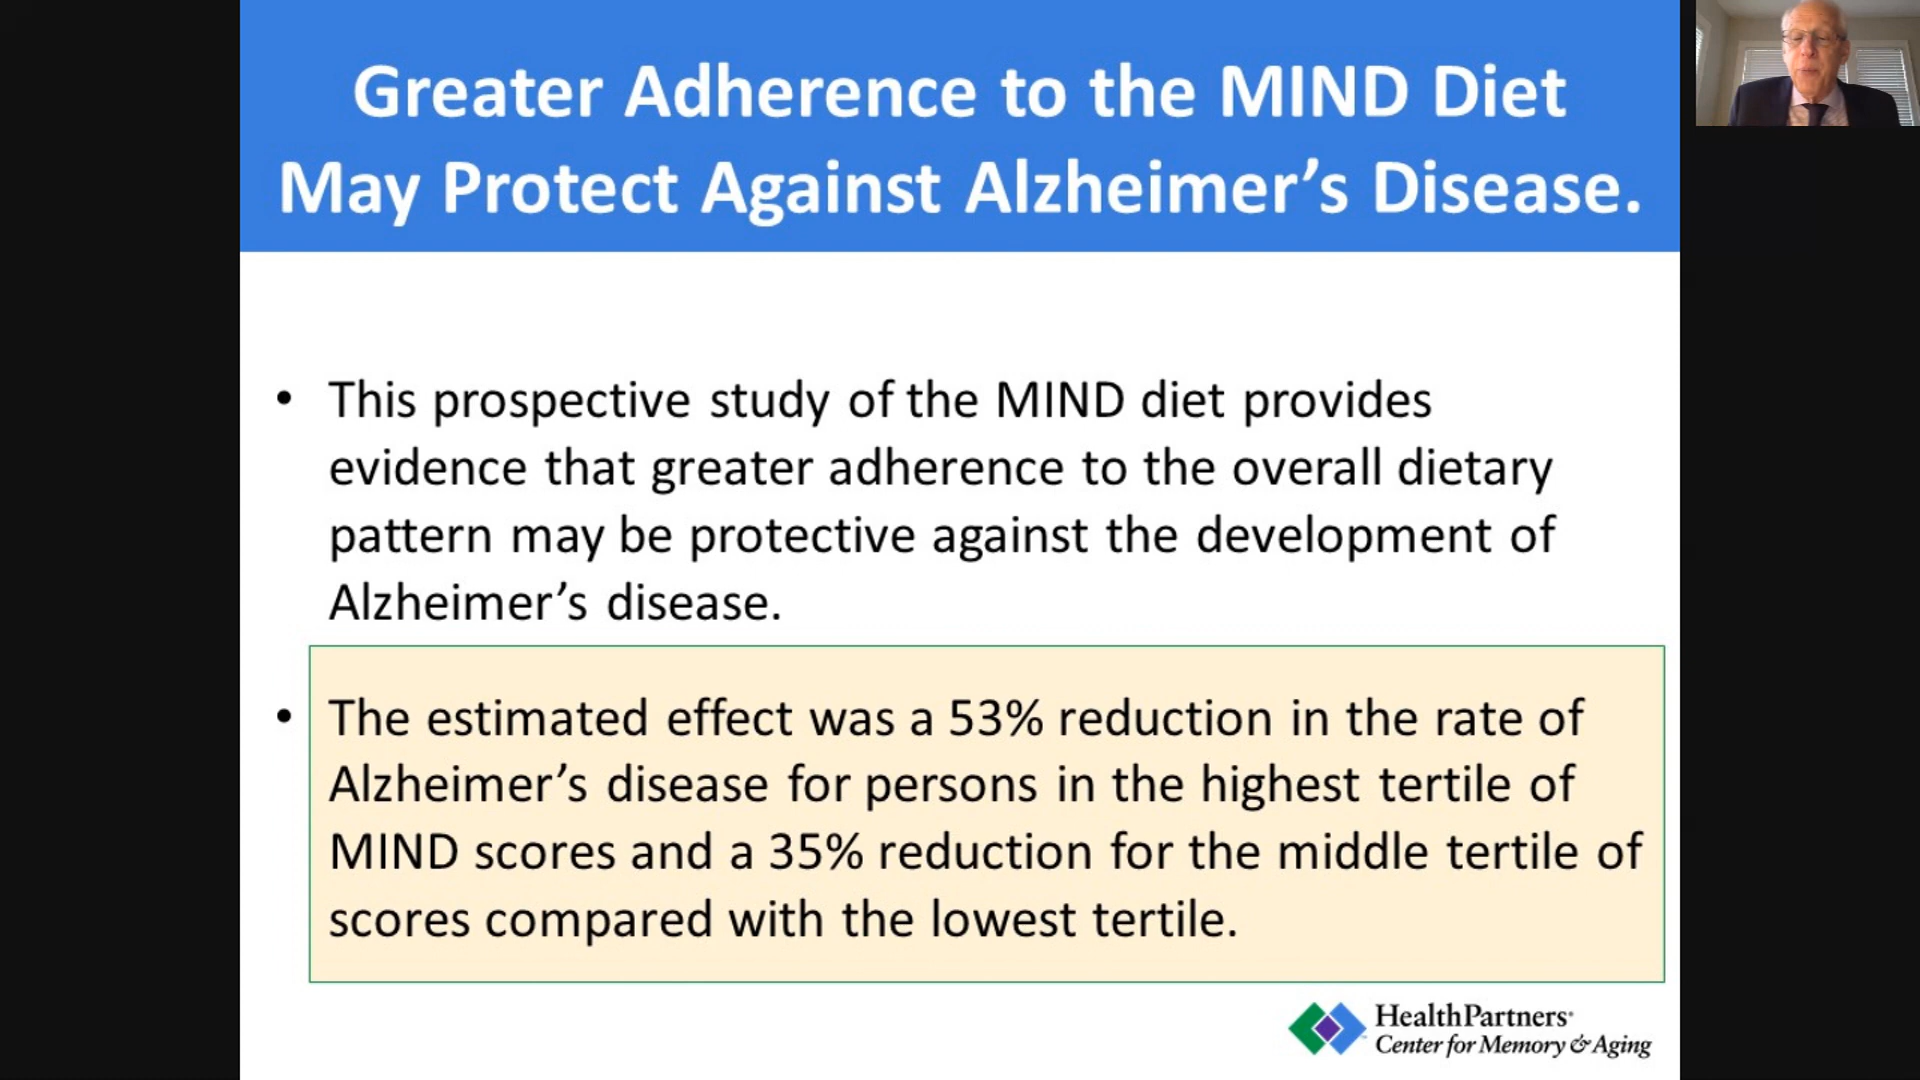 Greater Adherence to the MIND Diet
May Protect Against Alzheimer’s Disease.
• This prospective study of the MIND diet provides
evidence that greater adherence to the overall dietary
pattern may be protective against the development of
Alzheimer’s disease.
• The estimated effect was a 53% reduction in the rate of
Alzheimer’s disease for persons in the highest tertile of
MIND scores and a 35% reduction for the middle tertile of
scores compared with the lowest tertile.
HealthPartners®
Center for Memory & Aging